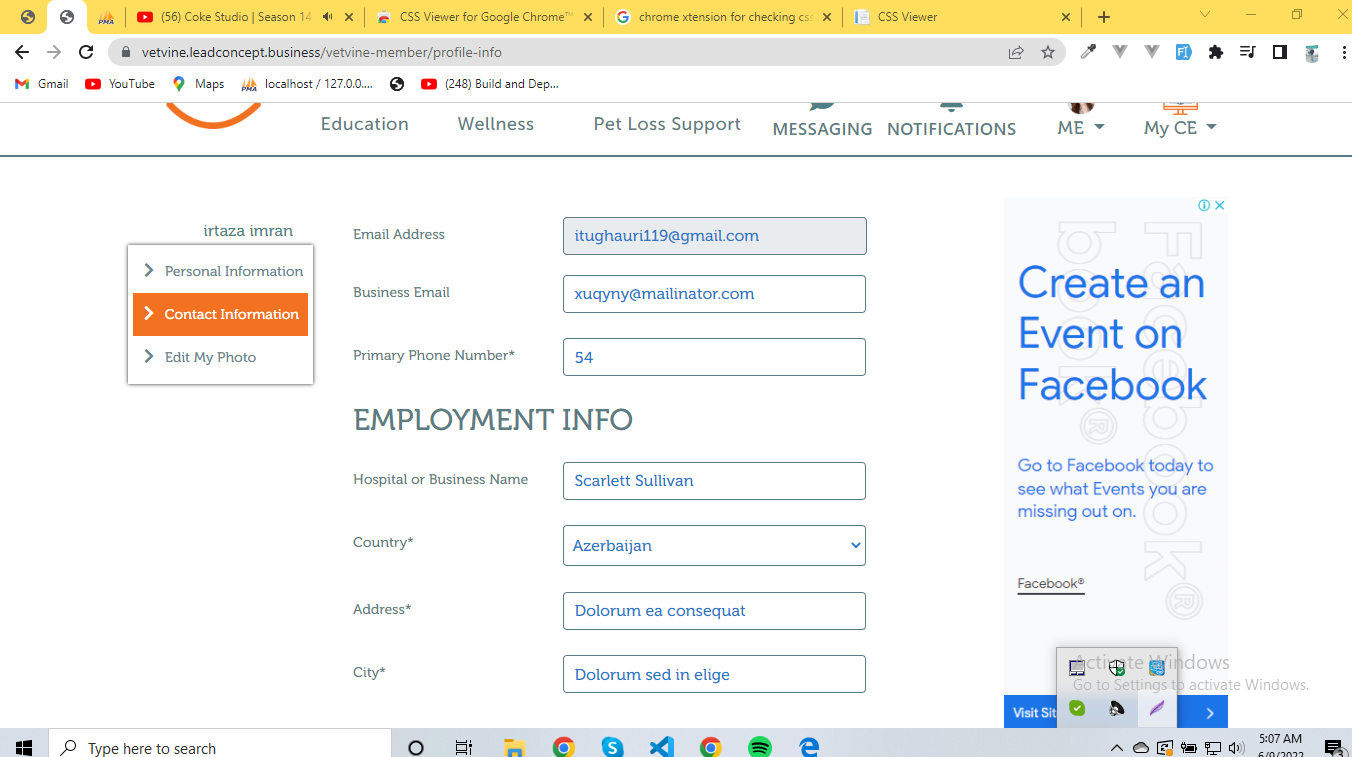 (56) Coke Studio | Season 14
CSS Viewer for Google Chrome™
chrome xtension for checking css
CSS Viewer
vetvine.leadconcept.business/vetvine-member/profile-info
Gmail
YouTube
Maps
PMA
localhost / 127.0.0....
(248) Build and Dep...
Education
Wellness
Pet Loss Support
MESSAGING
NOTIFICATIONS
ME
My CE
irtaza imran
Personal Information
Contact Information
Edit My Photo
Email Address
itughauri119@gmail.com
Business Email
xuqyny@mailinator.com
Primary Phone Number*
54
EMPLOYMENT INFO
Hospital or Business Name
Scarlett Sullivan
Country*
Azerbaijan
Address*
Dolorum ea consequat
City*
Dolorum sed in elige
Create an
Event on
Facebook
Facebook®
Go to Facebook today to
see what Events you are
missing out on.
Facebook®
Visit Sit
Activate Windows
Go to Settings to activate Windows.
Type here to search
5:07 AM
6/9/2022
3